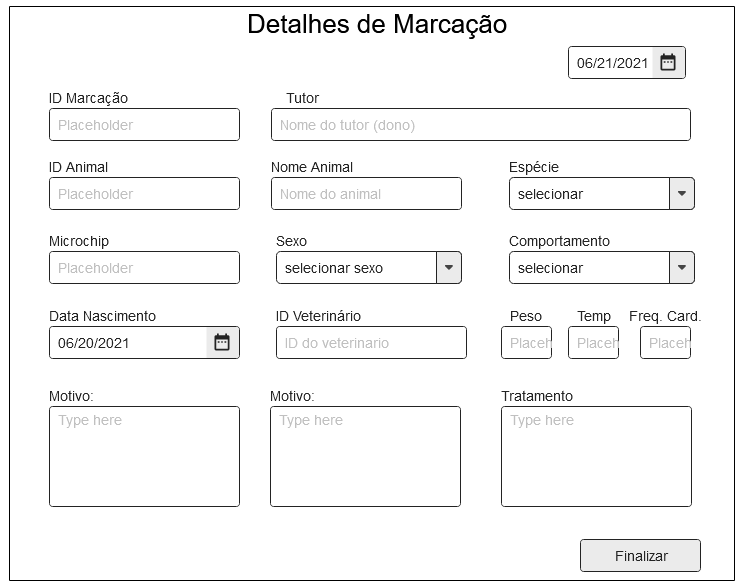 Detalhes de Marcação
06/21/2021
ID Marcação Tutor
Placeholder Nome do tutor (dono)
ID Animal Nome Animal Espécie
Placeholder Nome do animal selecionar
Microchip Sexo Comportamento
Placeholder selecionar sexo selecionar
Data Nascimento ID Veterinário Peso Temp Freq. Card.
06/20/2021 ID do veterinario Placeh Placeh Placeh
Motivo: Motivo: Tratamento
Type here Type here Type here
Finalizar